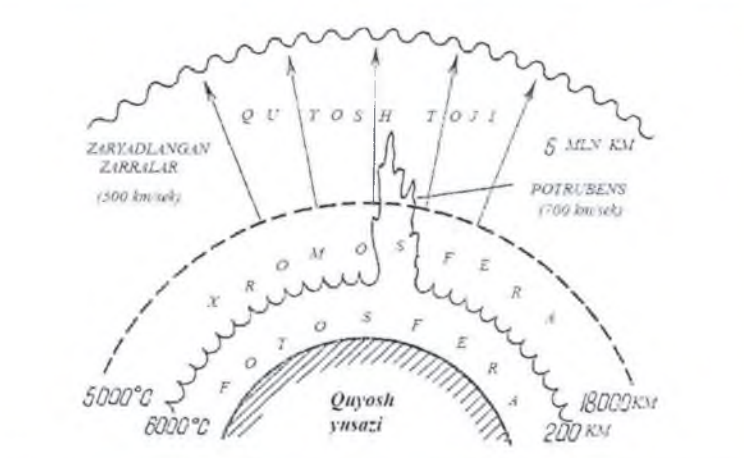 QUYOSH TOJI
ZARYADLANGAN
ZARRALAR
(500 km/sek)
5 MLN KM
POTRUBENS
(700 km/sek)
XROMOSFERA
FOTOSFERA
5000°C
6000°C
Quyosh
yusazi
18000 KM
200 KM